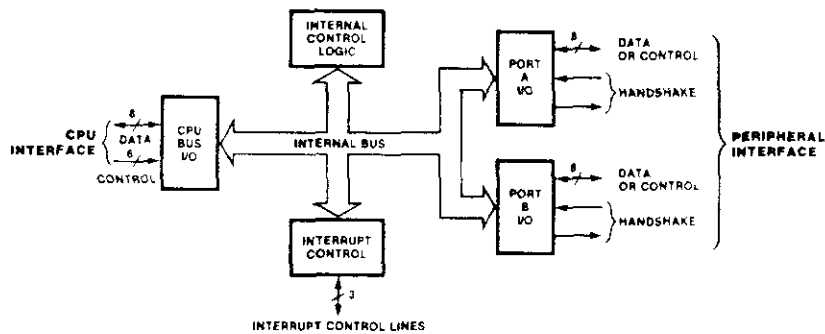 INTERNAL
CONTROL
LOGIC
CPU
INTERFACE
8
DATA
6
CONTROL
CPU
BUS
I/O
INTERNAL BUS
INTERRUPT
CONTROL
3
INTERRUPT CONTROL LINES
PORT
A
I/O
8
DATA
OR CONTROL
HANDSHAKE
PORT
B
I/O
8
DATA
OR CONTROL
HANDSHAKE
PERIPHERAL
INTERFACE